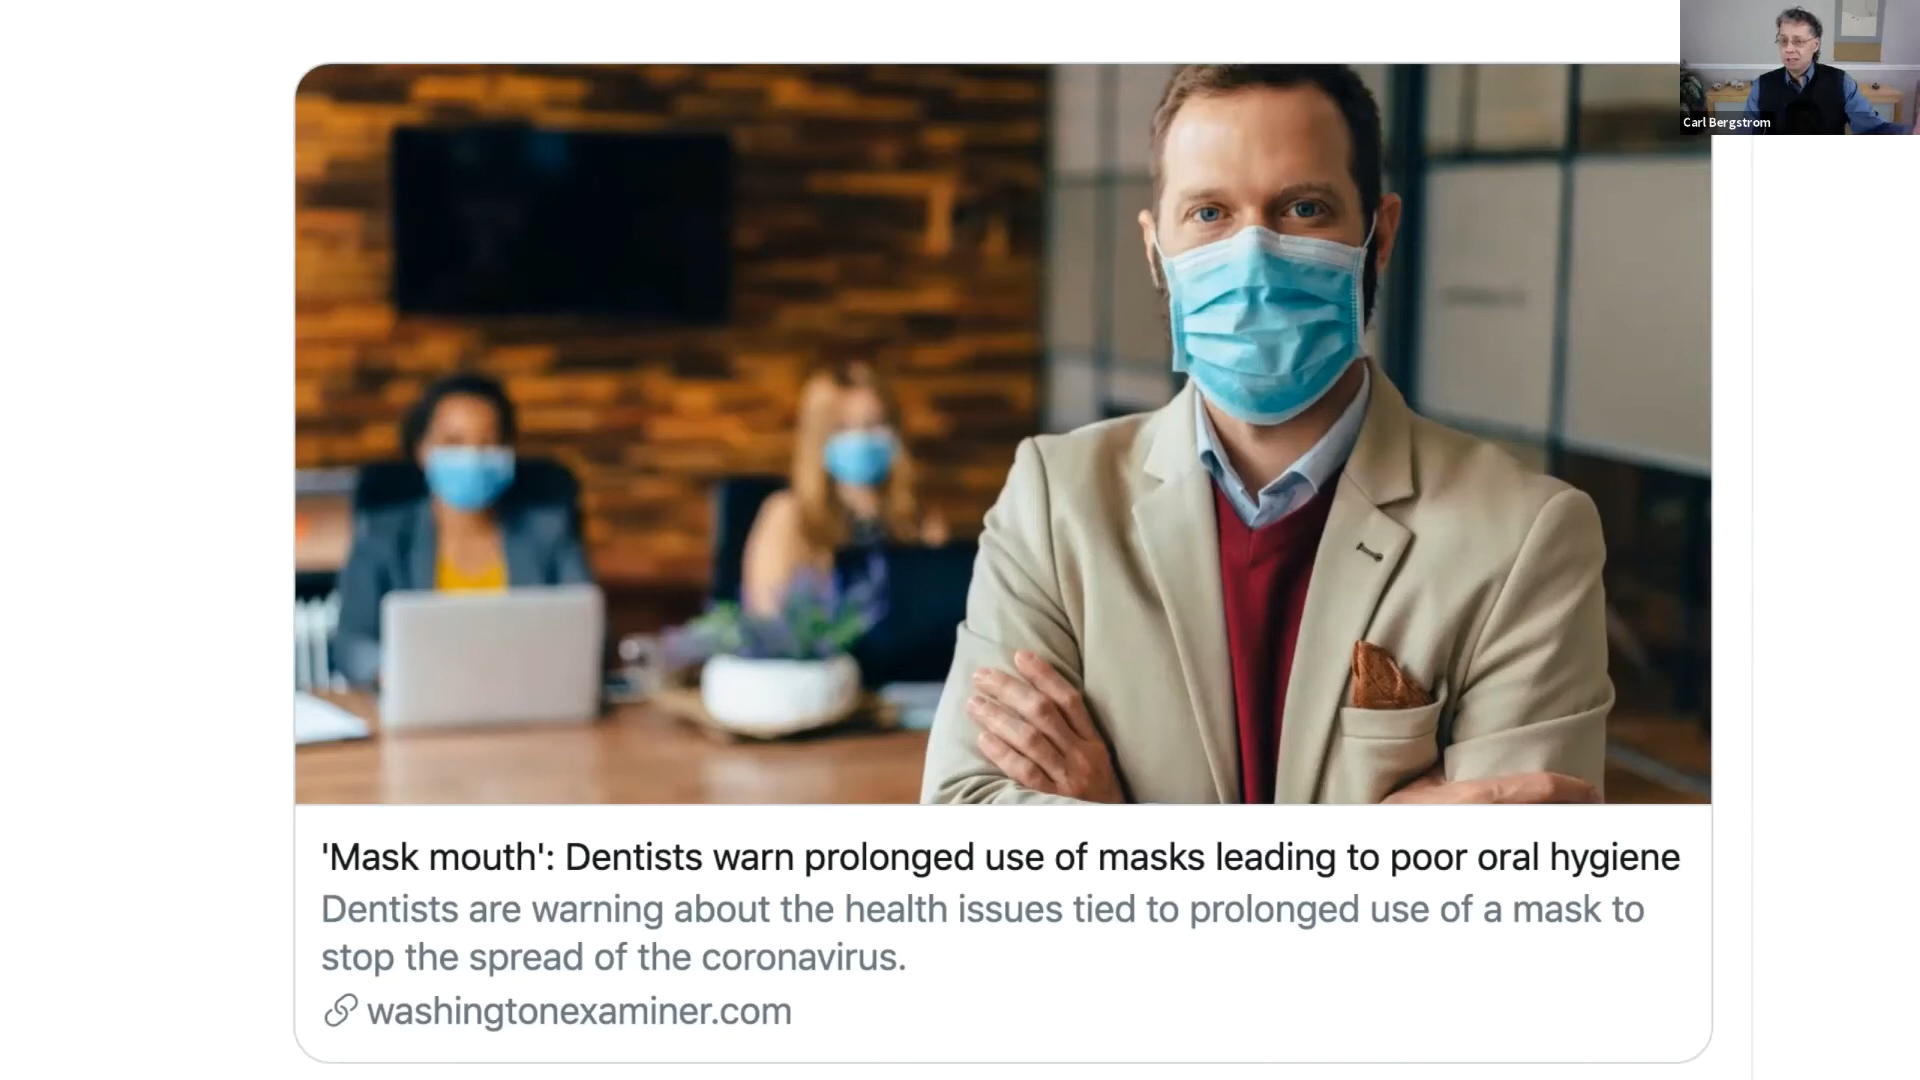 Carl Bergstrom
'Mask mouth': Dentists warn prolonged use of masks leading to poor oral hygiene
Dentists are warning about the health issues tied to prolonged use of a mask to
stop the spread of the coronavirus.
washingtonexaminer.com